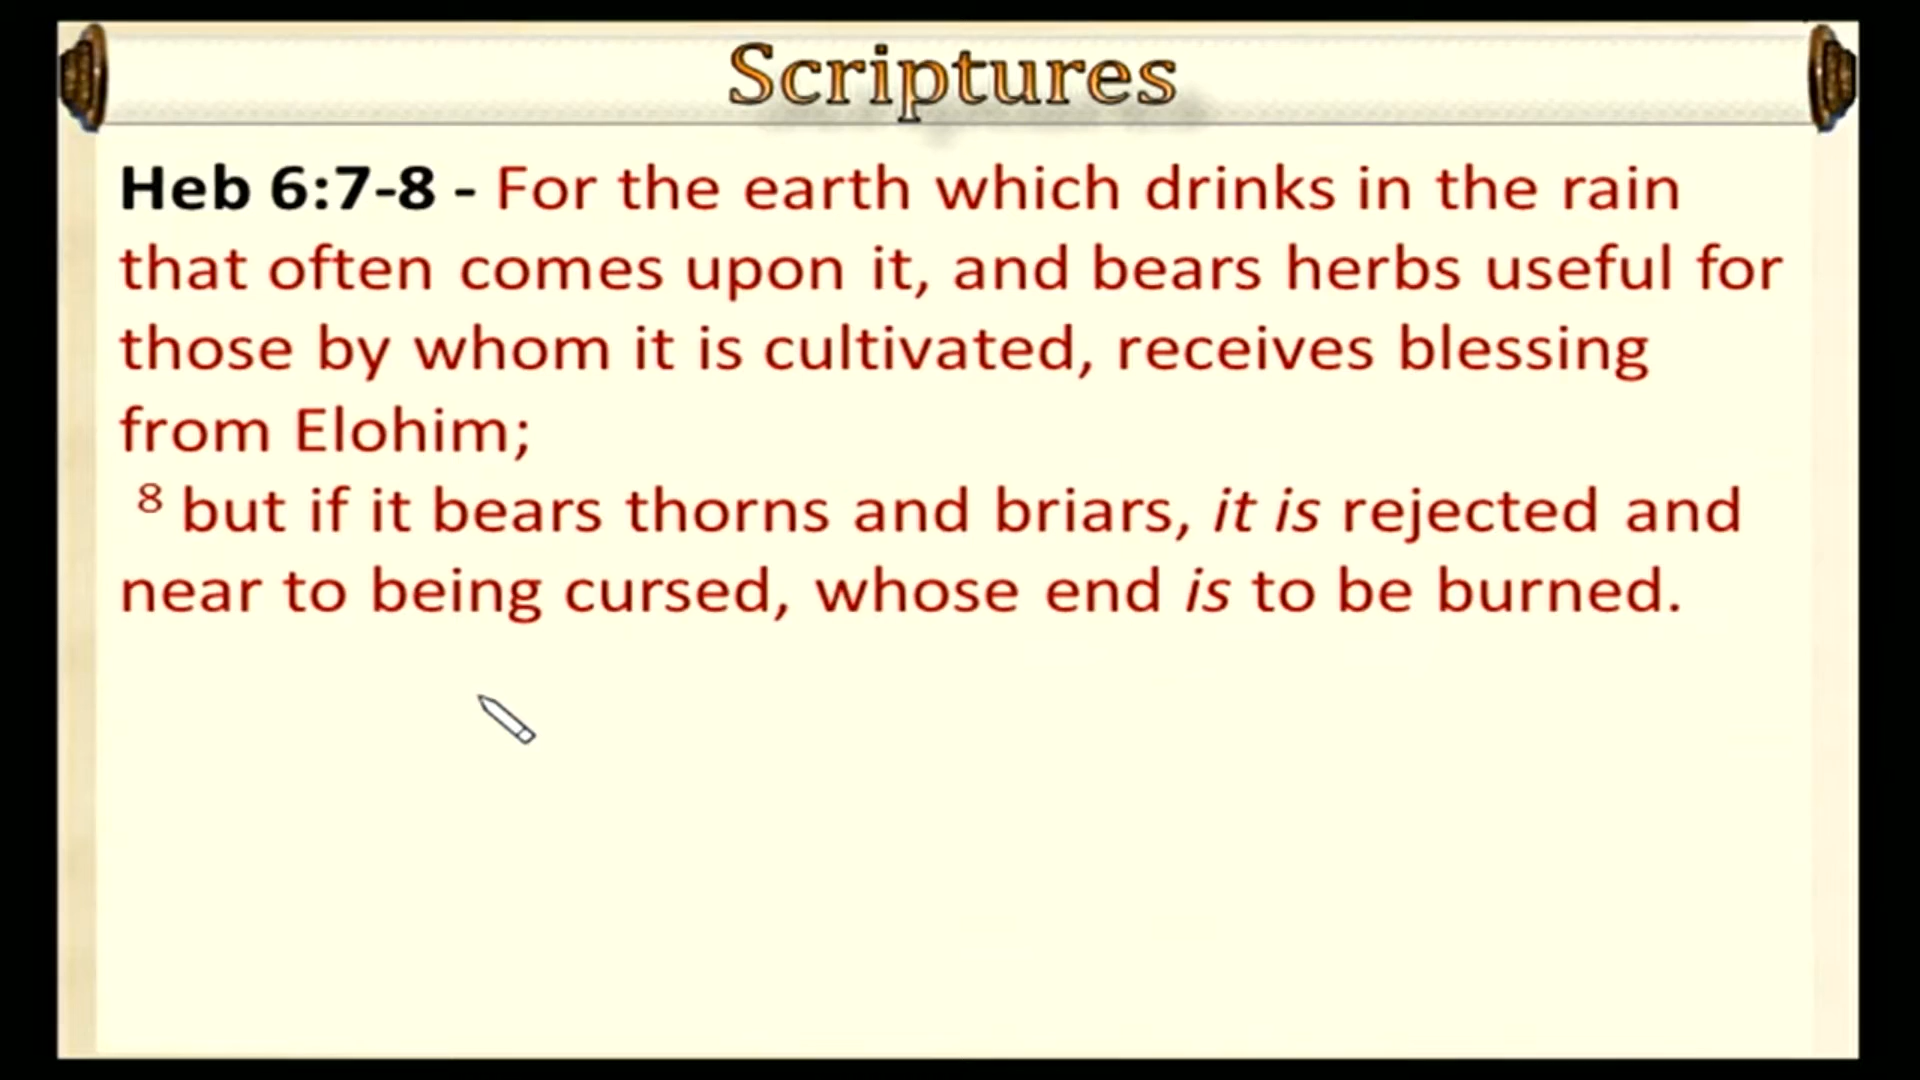 Scriptures
Heb 6:7-8 - For the earth which drinks in the rain
that often comes upon it, and bears herbs useful for
those by whom it is cultivated, receives blessing
from Elohim;
8 but if it bears thorns and briars, it is rejected and
near to being cursed, whose end is to be burned.